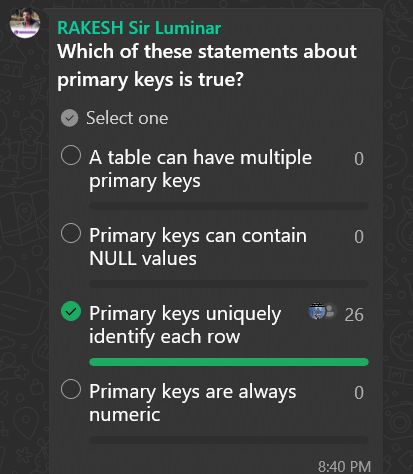 RAKESH Sir Luminar
Which of these statements about
primary keys is true?
Select one
A table can have multiple 0
primary keys
Primary keys can contain 0
NULL values
Primary keys uniquely 26
identify each row
Primary keys are always 0
numeric
8:40 PM